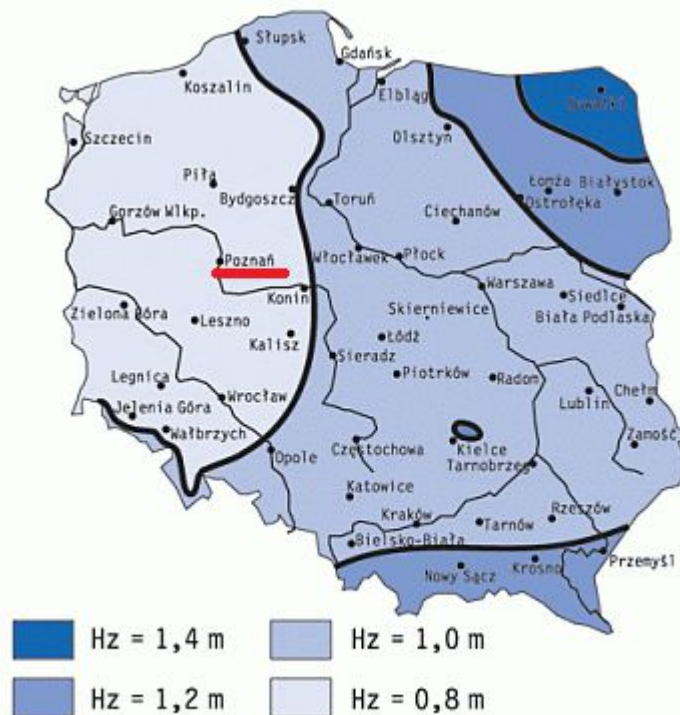 Słupsk
Gdańsk
Koszalin
Elbląg
Suwałki
Olsztyn
Szczecin
Piła
Łomża Białystok
Bydgoszcz
Toruń
Ostrołęka
Gorzów Wlkp.
Ciechanów
Poznań
Włocławek
Płock
Konin
Warszawa
Siedlce
Zielona Góra
Leszno
Skierniewice
Biała Podlaska
Kalisz
Łódź
Sieradz
Legnica
Piotrków
Radom
Wrocław
Lublin
Chełm
Jelenia Góra
Wałbrzych
Opole
Częstochowa
Kielce
Zamość
Tarnobrzeg
Katowice
Kraków
Tarnów
Rzeszów
Bielsko-Biała
Przemyśl
Nowy Sącz
Krosno
Hz = 1,4 m
Hz = 1,0 m
Hz = 1,2 m
Hz = 0,8 m